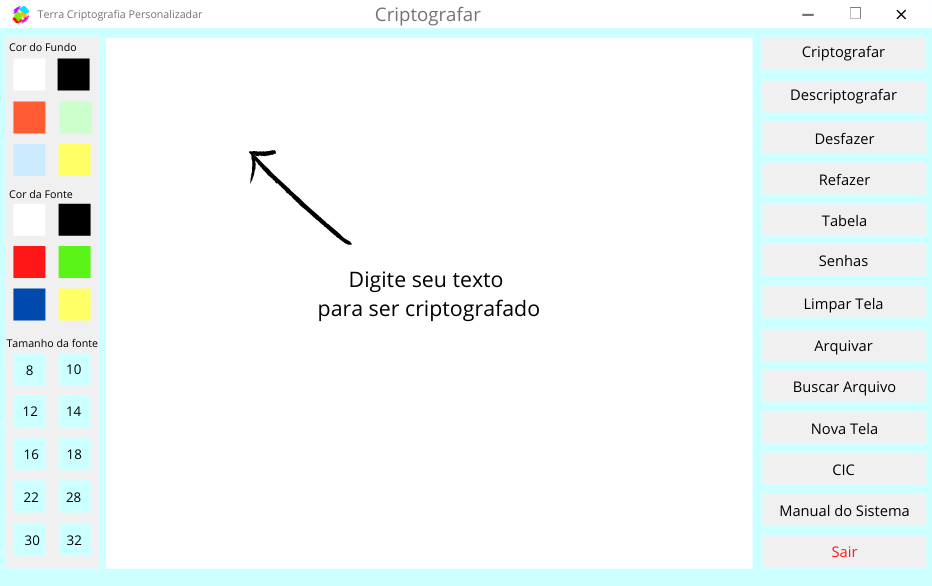 Terra Criptografia Personalizadar
Criptografar
Cor do Fundo
Cor da Fonte
Tamanho da fonte
8 10
12 14
16 18
22 28
30 32
Digite seu texto
para ser criptografado
Criptografar
Descriptografar
Desfazer
Refazer
Tabela
Senhas
Limpar Tela
Arquivar
Buscar Arquivo
Nova Tela
CIC
Manual do Sistema
Sair